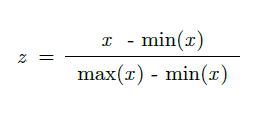 x - min(x)
z =
max(x) - min(x)